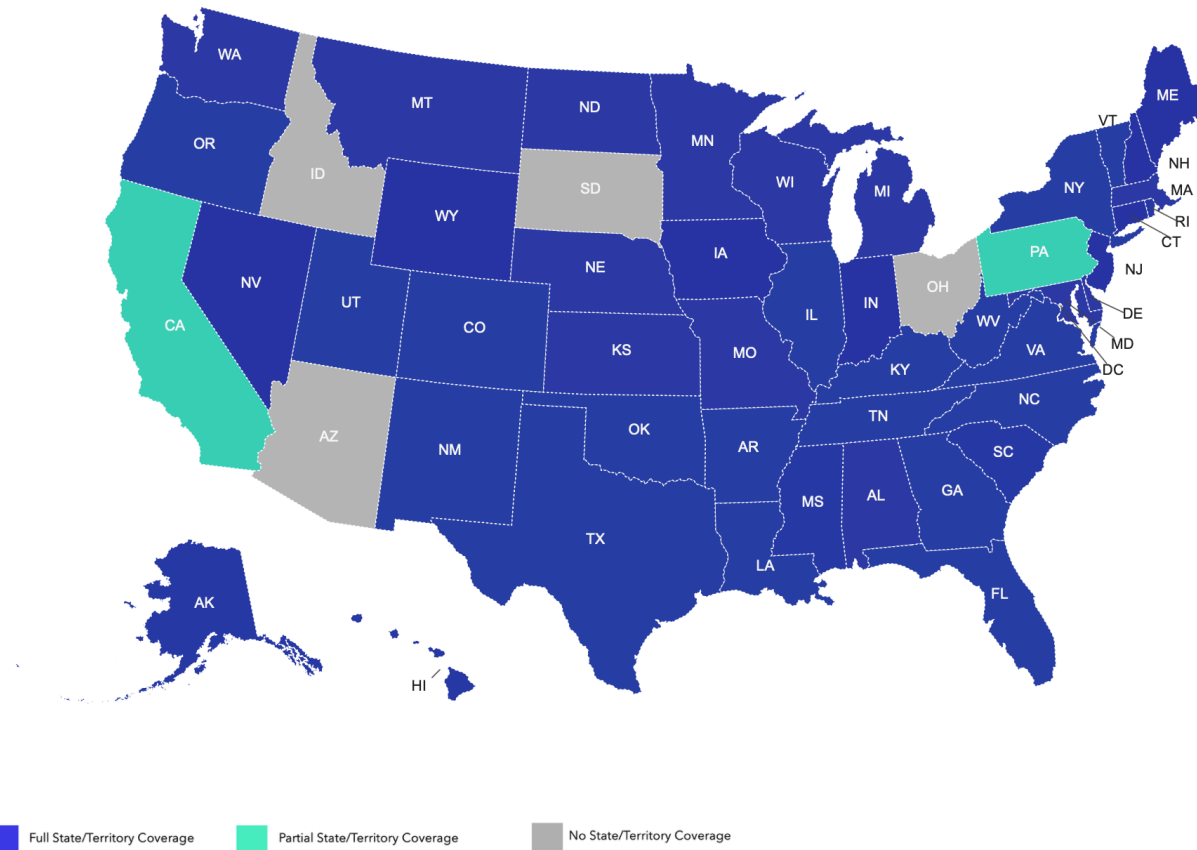 WA
MT
ND
MN
ME
VT
OR
ID
SD
WI
MI
NY
NH
MA
RI
CT
WY
NE
IA
PA
NJ
NV
UT
CO
IL
IN
OH
DE
MD
DC
CA
KS
MO
WV
VA
KY
NC
TN
AZ
NM
OK
AR
SC
MS
AL
GA
TX
LA
FL
AK
HI
Full State/Territory Coverage
Partial State/Territory Coverage
No State/Territory Coverage